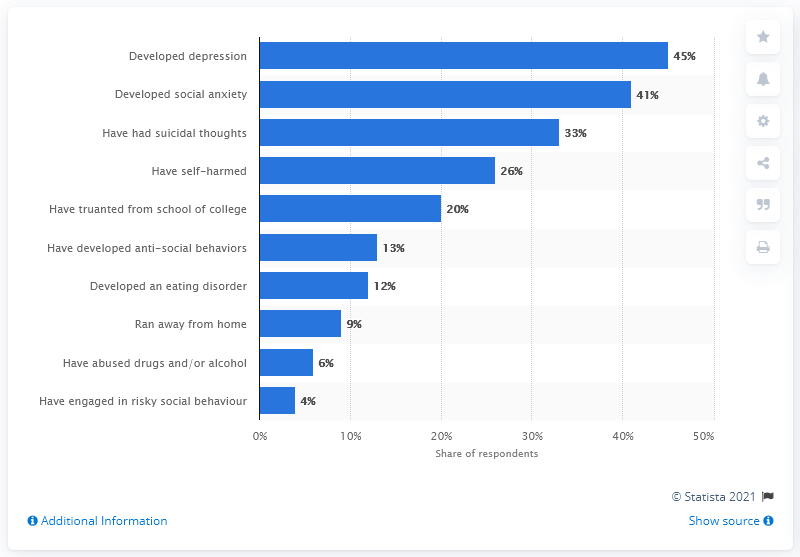 Developed depression 45%
Developed social anxiety 41%
Have had suicidal thoughts 33%
Have self-harmed 26%
Have truanted from school of college 20%
Have developed anti-social behaviors 13%
Developed an eating disorder 12%
Ran away from home 9%
Have abused drugs and/or alcohol 6%
Have engaged in risky social behaviour 4%
0% 10% 20% 30% 40% 50%
Share of respondents
© Statista 2021
Additional Information
Show source